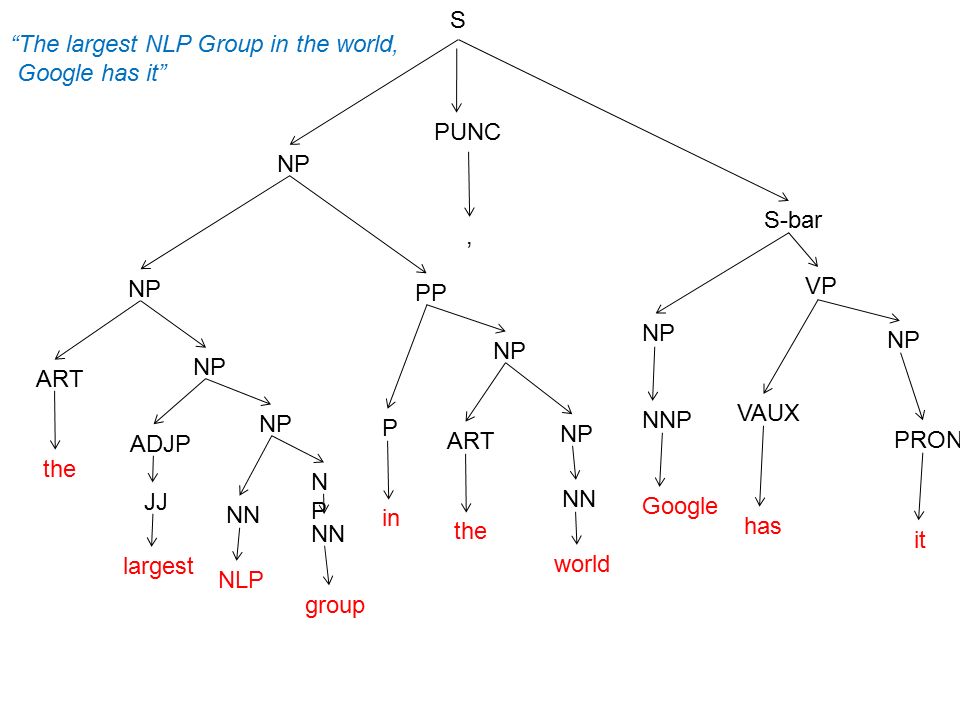 S
“The largest NLP Group in the world,
Google has it”
PUNC
NP
S-bar
,
NP
PP
VP
NP
NP
NP
NP
ART
NP
ADJP
P
ART
NP
NNP
VAUX
PRON
the
JJ
NN
N
P
NN
in
the
NN
Google
has
it
largest
NLP
group
world